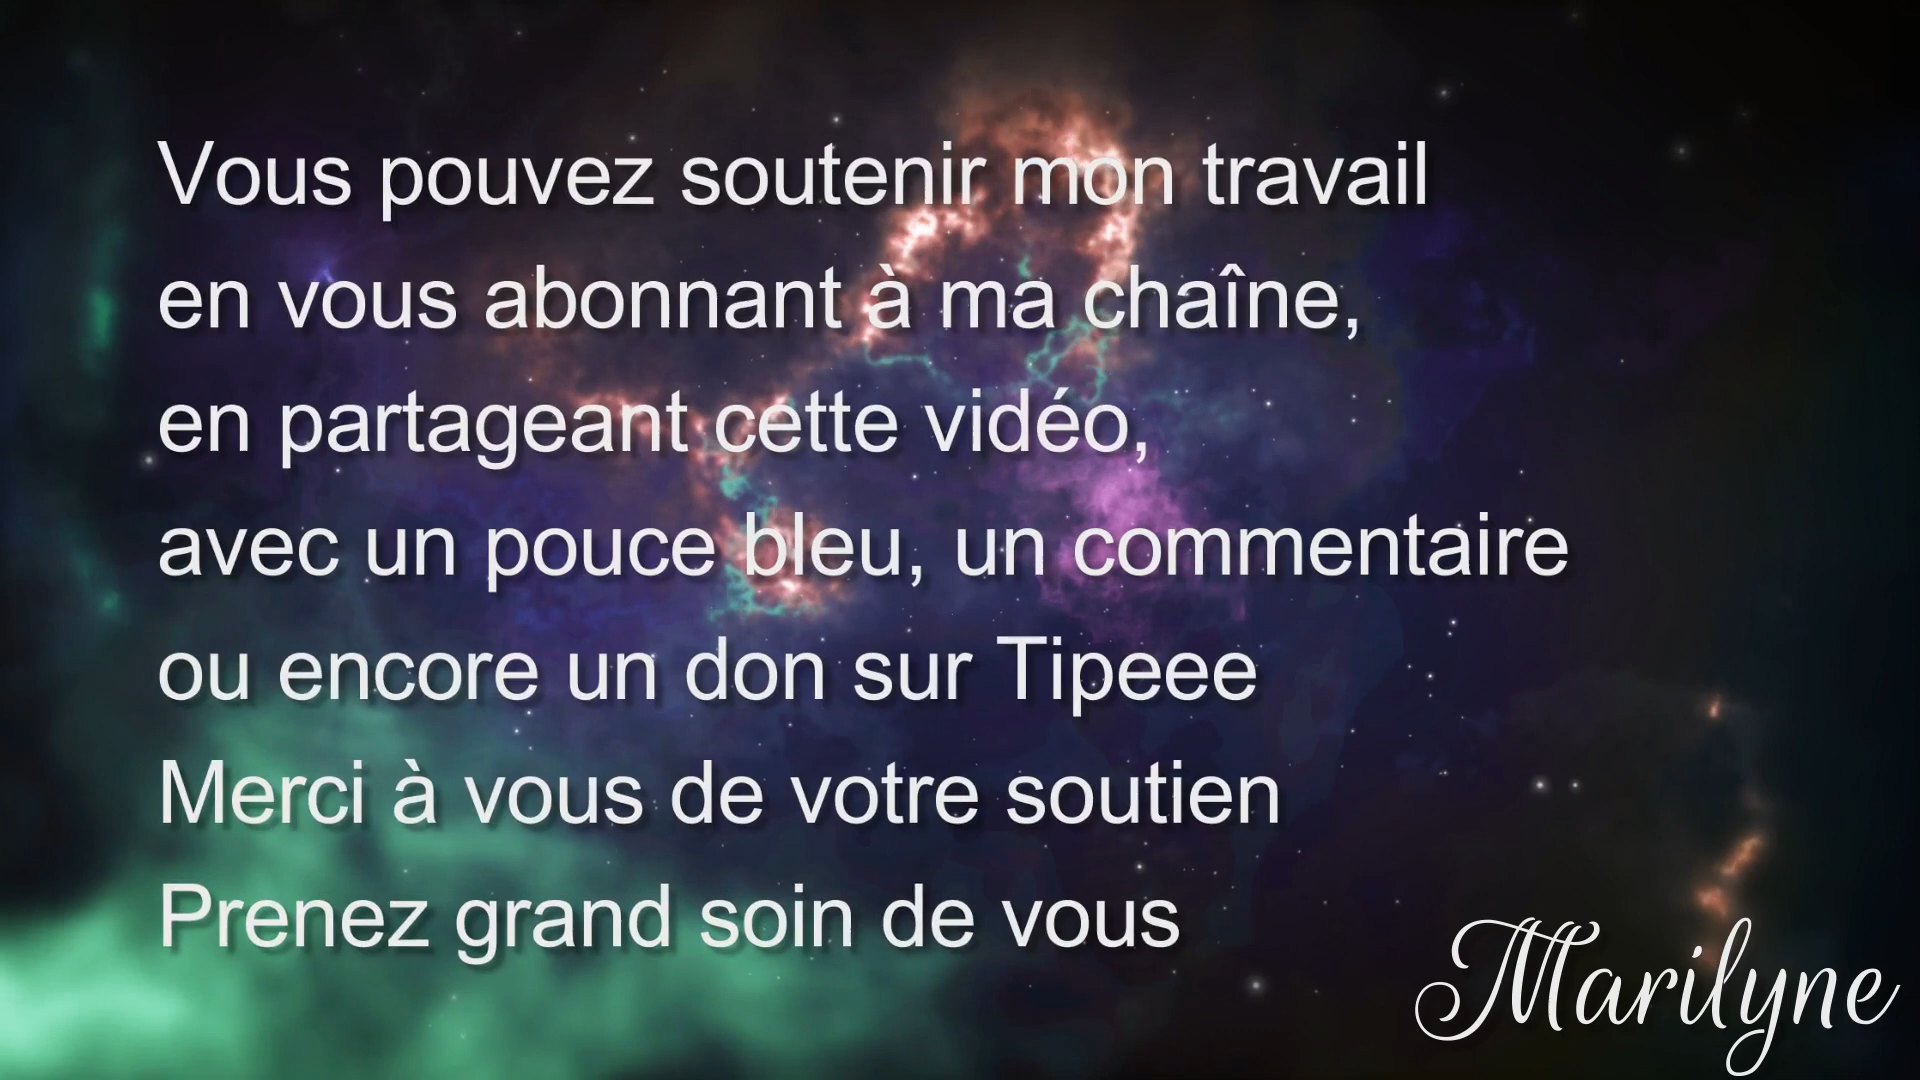 Vous pouvez soutenir mon travail
en vous abonnant à ma chaîne,
en partageant cette vidéo,
avec un pouce bleu, un commentaire
ou encore un don sur Tipeee
Merci à vous de votre soutien
Prenez grand soin de vous
Marilyne